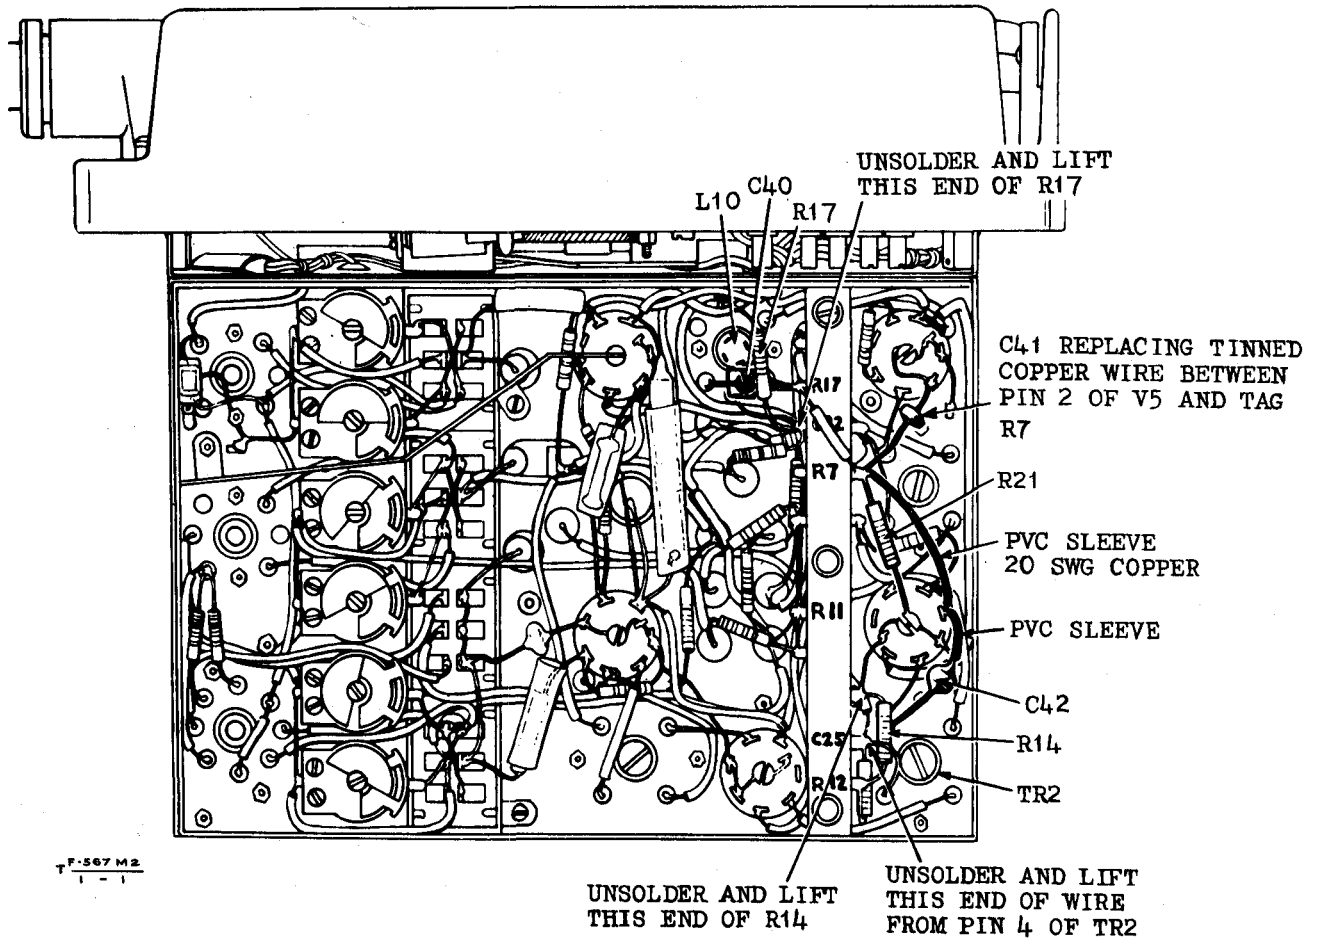 UNSOLDER AND LIFT
THIS END OF R17
C40
L10
R17
C41 REPLACING TINNED
COPPER WIRE BETWEEN
PIN 2 OF V5 AND TAG
R7
R17
R7
R21
PVC SLEEVE
20 SWG COPPER
R11
PVC SLEEVE
C42
C25
R14
R42
TR2
F·567 M2
T
1 - 1
UNSOLDER AND LIFT
THIS END OF R14
UNSOLDER AND LIFT
THIS END OF WIRE
FROM PIN 4 OF TR2